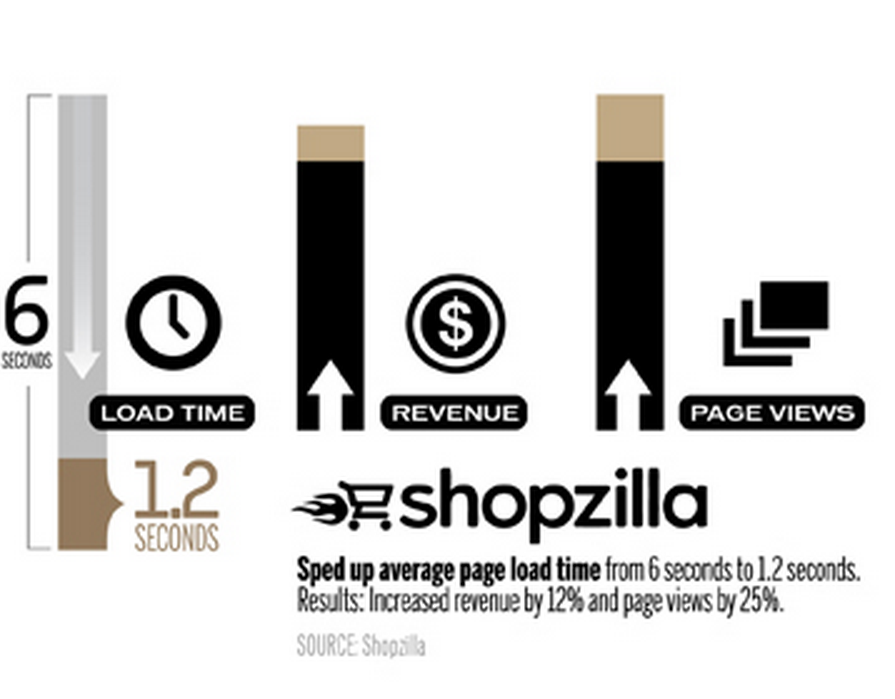 6
SECONDS
LOAD TIME
1.2
SECONDS
$
REVENUE
PAGE VIEWS
shopzilla
Sped up average page load time from 6 seconds to 1.2 seconds.
Results: Increased revenue by 12% and page views by 25%.
SOURCE: Shopzilla